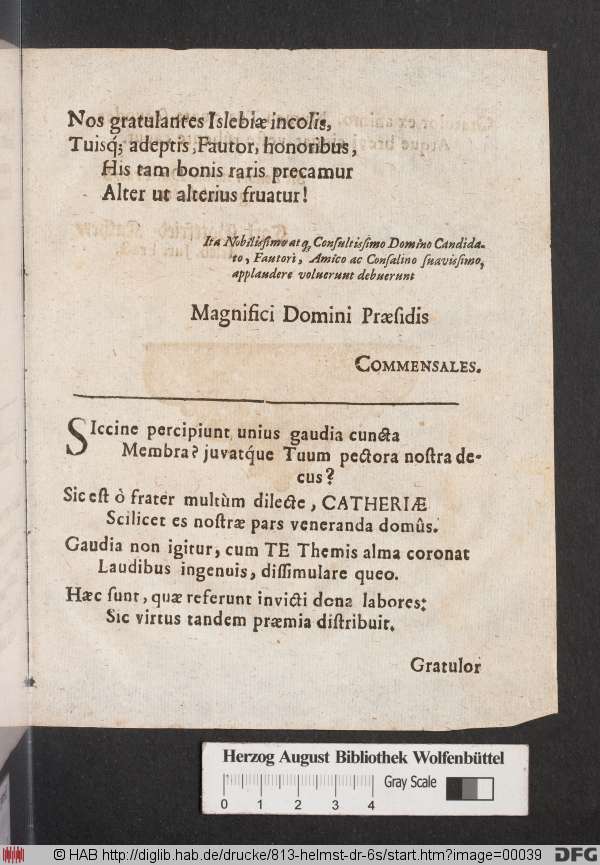 Nos gratulantes Islebiæ incolis,
Tuisq́; adeptis, Fautor, honoribus,
His tam bonis raris precamur
Alter ut alterius fruatur!
Ita Nobilissimo atq; Consultissimo Domino Candida-
to, Fautori, Amico ac Consalino suavissimo,
applaudere voluerunt debuerunt
Magnifici Domini Præsidis
COMMENSALES.
SIccine percipiunt unius gaudia cuncta
Membra? juvatq́ue Tuum pectora nostra de-
cus?
Sic est ò frater multùm dilecte, CATHERIÆ
Scilicet es nostræ pars veneranda domûs.
Gaudia non igitur, cum TE Themis alma coronat
Laudibus ingenuis, dissimulare queo.
Hæc sunt, quæ referunt invicti dona labores:
Sic virtus tandem præmia distribuit.
Gratulor
Herzog August Bibliothek Wolfenbüttel
0 1 2 3 4 Gray Scale
© HAB http://diglib.hab.de/drucke/813-helmst-dr-6s/start.htm?image=00039
DFG